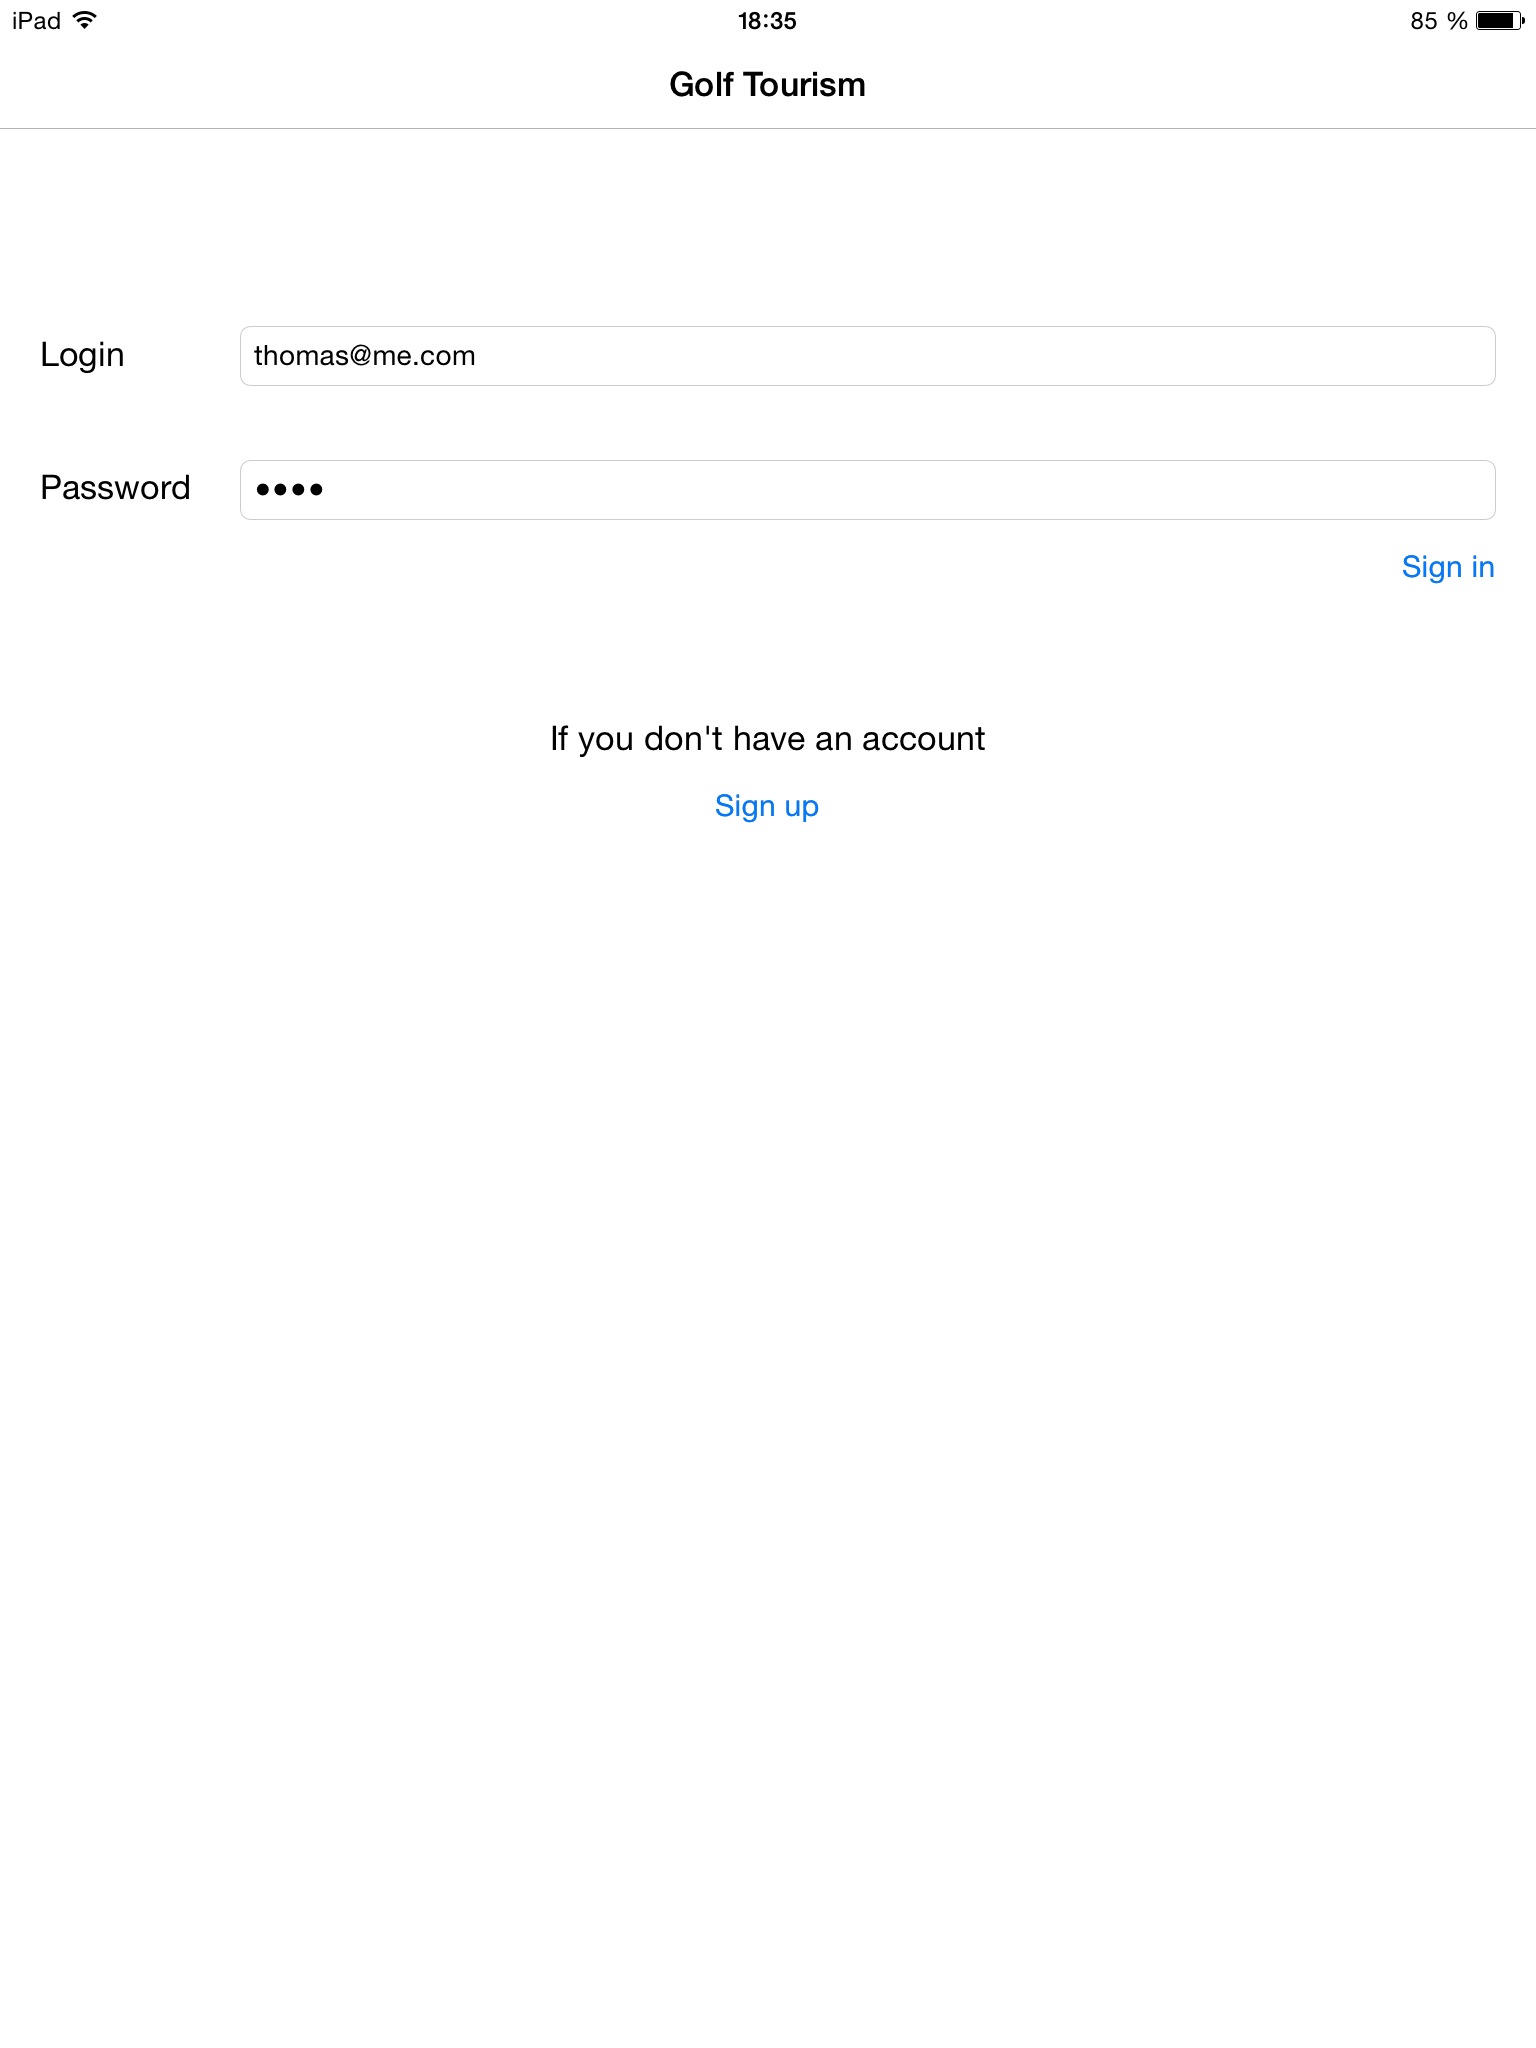 iPad 18:35 85 %
Golf Tourism
Login thomas@me.com
Password ••••
Sign in
If you don't have an account
Sign up